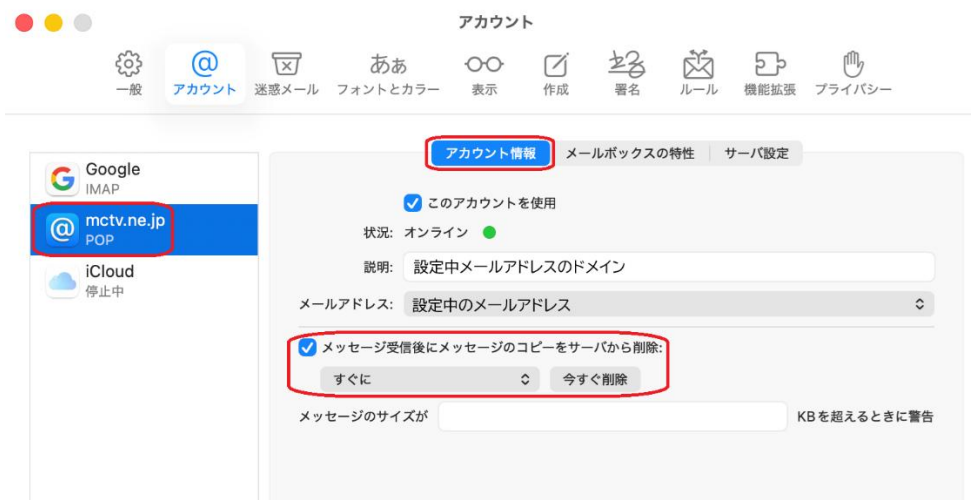 アカウント
一般 アカウント 迷惑メール フォントとカラー 表示 作成 署名 ルール 機能拡張 プライバシー
アカウント情報 メールボックスの特性 サーバ設定
Google
IMAP
mctv.ne.jp
POP
iCloud
停止中
このアカウントを使用
状況: オンライン
説明: 設定中メールアドレスのドメイン
メールアドレス: 設定中のメールアドレス
メッセージ受信後にメッセージのコピーをサーバから削除:
すぐに 今すぐ削除
メッセージのサイズが KBを超えるときに警告